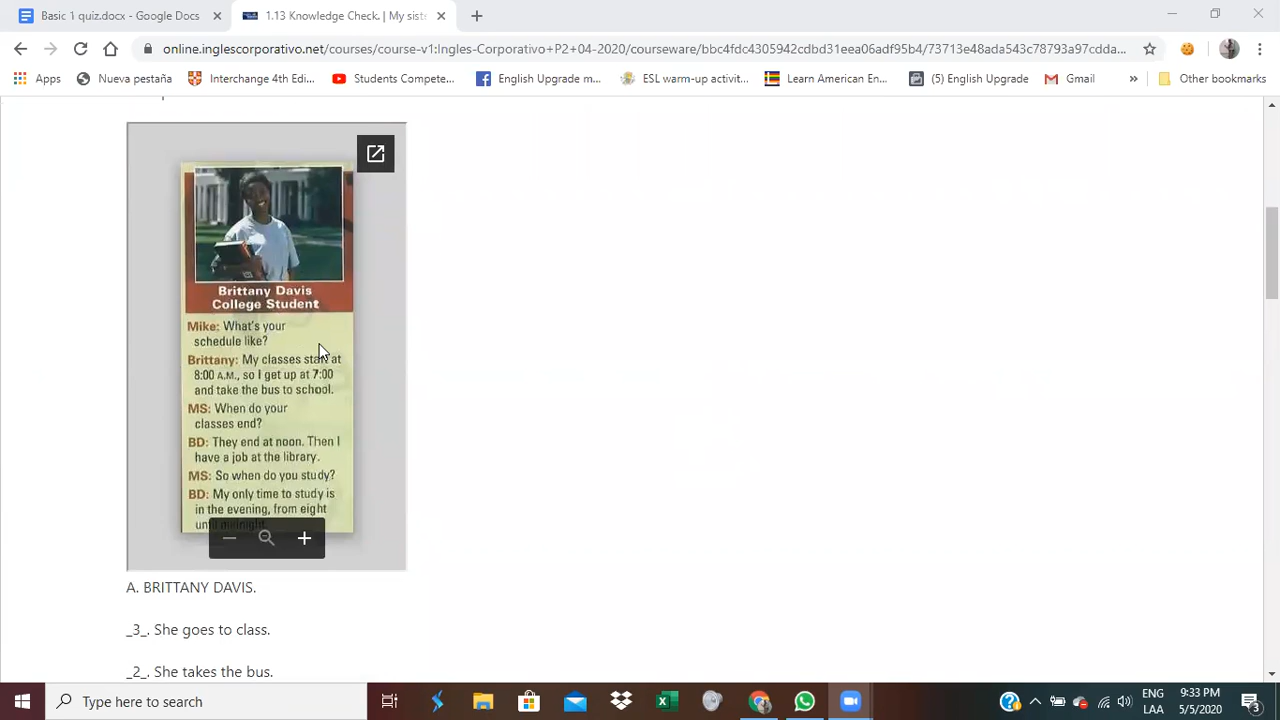 Basic 1 quiz.docx - Google Docs
1.13 Knowledge Check. | My sist
online.inglescorporativo.net/courses/course-v1:Ingles-Corporativo+P2+04-2020/courseware/bbc4fdc4305942cdbd31eea06adf95b4/73713e48ada543c78793a97cdda...
Apps
Nueva pestaña
Interchange 4th Edi...
Students Compete...
English Upgrade m...
ESL warm-up activit...
Learn American En...
(5) English Upgrade
Gmail
»
Other bookmarks
Brittany Davis
College Student
Mike: What's your
schedule like?
Brittany: My classes start at
8:00 A.M., so I get up at 7:00
and take the bus to school.
MS: When do your
classes end?
BD: They end at noon. Then I
have a job at the library.
MS: So when do you study?
BD: My only time to study is
in the evening, from eight
until midnight.
A. BRITTANY DAVIS.
_3_. She goes to class.
_2_. She takes the bus.
Type here to search
ENG
LAA
9:33 PM
5/5/2020
3